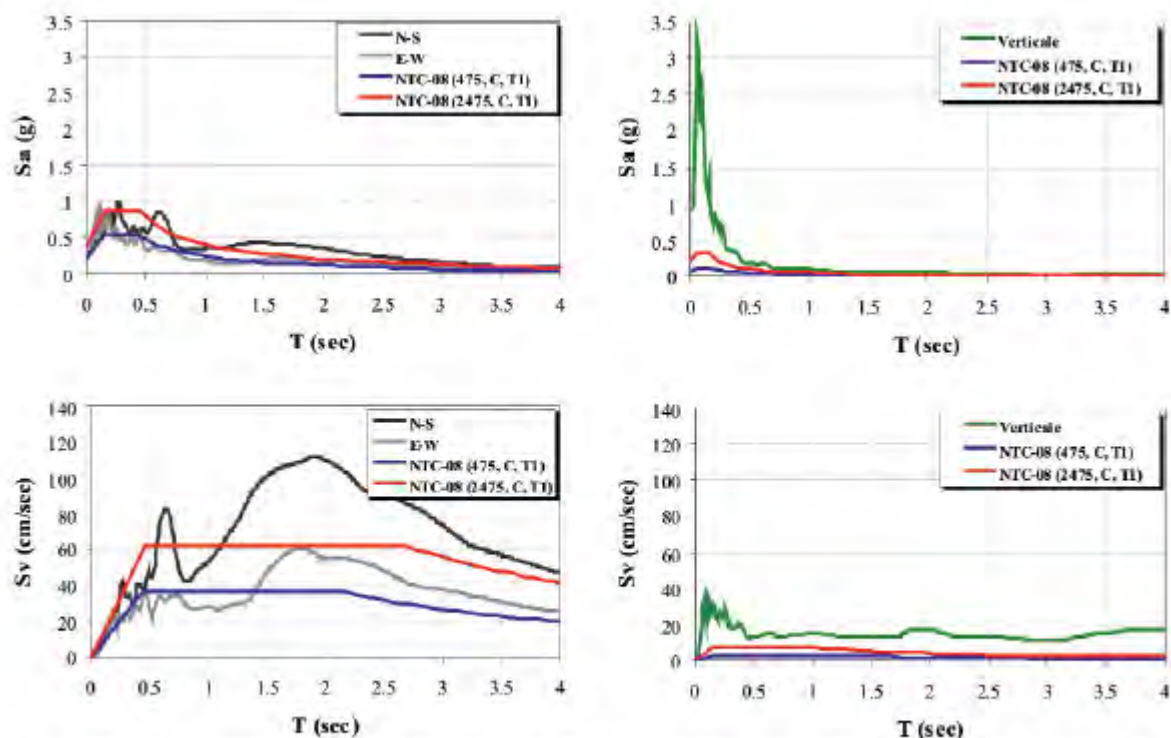 3.5
3
2.5
2
1.5
1
0.5
0
Sa (g)
N-S
E-W
NTC-08 (475, C, T1)
NTC-08 (2475, C, T1)
0 0.5 1 1.5 2 2.5 3 3.5 4
T (sec)
3.5
3
2.5
2
1.5
1
0.5
0
Sa (g)
Verticale
NTC-08 (475, C, T1)
NTC-08 (2475, C, T1)
0 0.5 1 1.5 2 2.5 3 3.5 4
T (sec)
140
120
100
80
60
40
20
0
Sv (cm/sec)
N-S
E-W
NTC-08 (475, C, T1)
NTC-08 (2475, C, T1)
0 0.5 1 1.5 2 2.5 3 3.5 4
T (sec)
140
120
100
80
60
40
20
0
Sv (cm/sec)
Verticale
NTC-08 (475, C, T1)
NTC-08 (2475, C, T1)
0 0.5 1 1.5 2 2.5 3 3.5 4
T (sec)